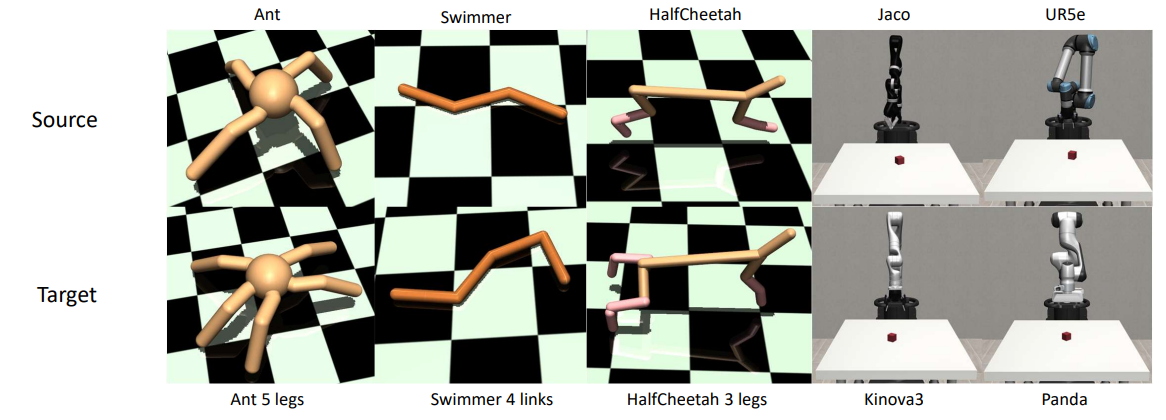 Ant Swimmer HalfCheetah Jaco UR5e
Source
Target
Ant 5 legs Swimmer 4 links HalfCheetah 3 legs Kinova3 Panda